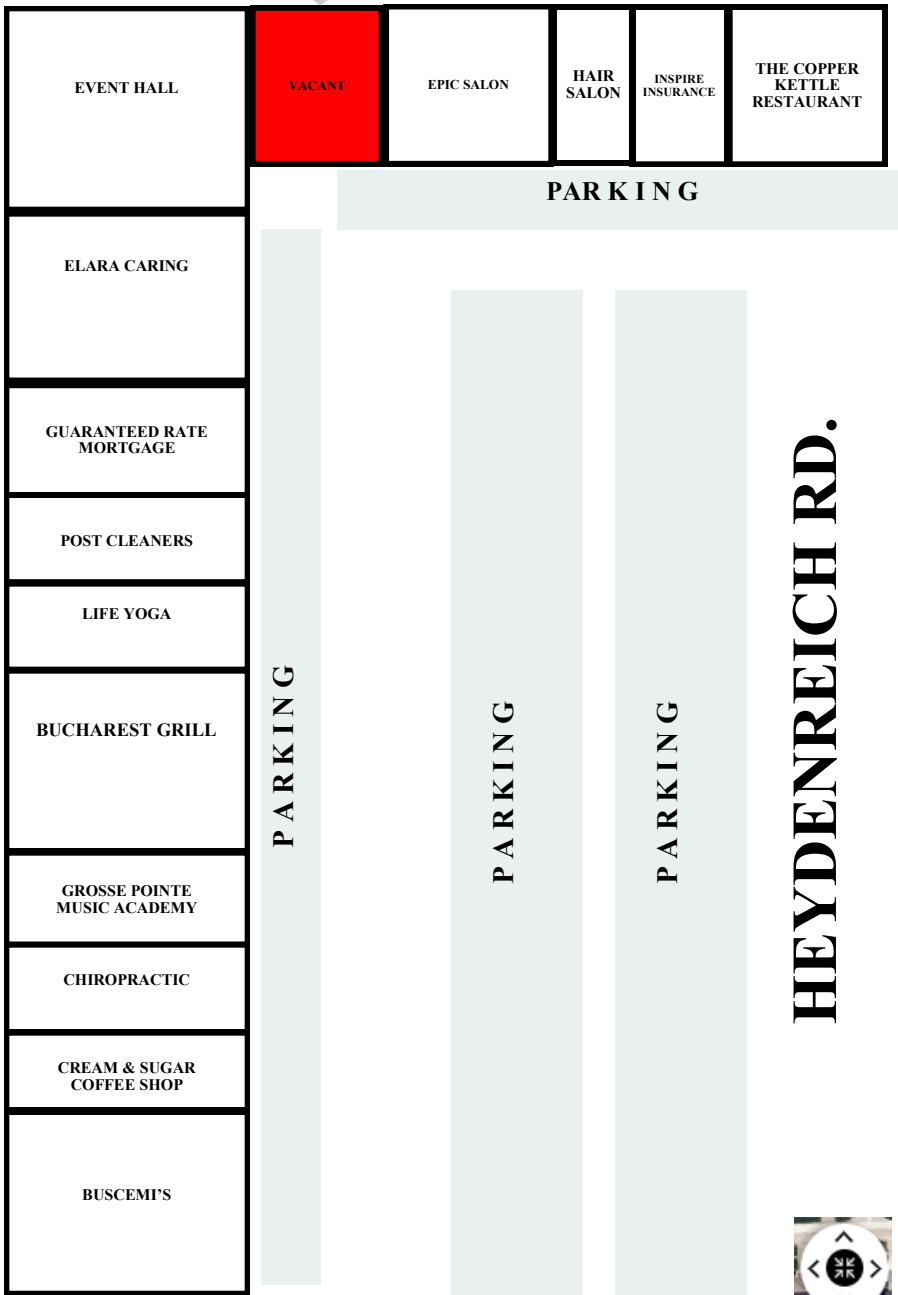 EVENT HALL
VACANT
EPIC SALON
HAIR
SALON
INSPIRE
INSURANCE
THE COPPER
KETTLE
RESTAURANT
PARKING
ELARA CARING
GUARANTEED RATE
MORTGAGE
POST CLEANERS
LIFE YOGA
BUCHAREST GRILL
GROSSE POINTE
MUSIC ACADEMY
CHIROPRACTIC
CREAM & SUGAR
COFFEE SHOP
BUSCEMI’S
PARKING
PARKING
PARKING
HEYDENREICH RD.